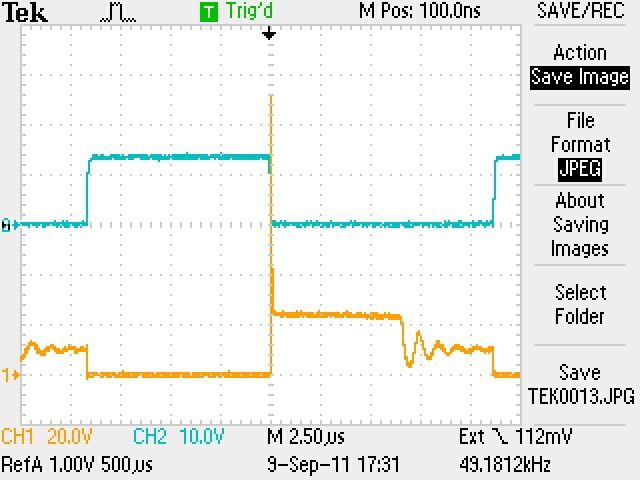 Tek T Trig'd M Pos: 100.0ns SAVE/REC
Action
Save Image
File
Format
JPEG
About
Saving
Images
Select
Folder
1
Save
TEK0013.JPG
CH1 20.0V CH2 10.0V M 2.50µs Ext 112mV
RefA 1.00V 500µs 9-Sep-11 17:31 49.1812kHz